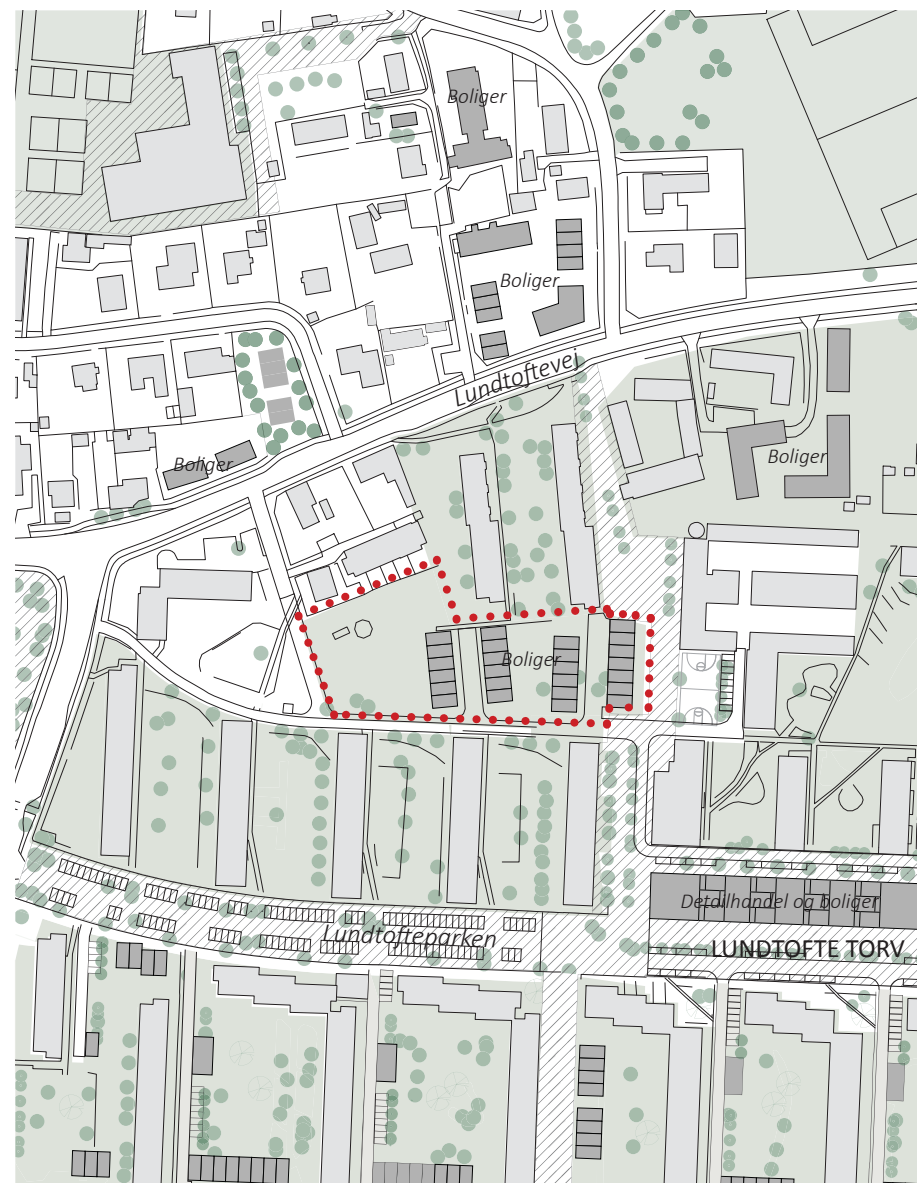 Boliger
Boliger
Lundtoftevej
Boliger
Boliger
Boliger
Detailhandel og boliger
Lundtofteparken
LUNDTOFTE TORV